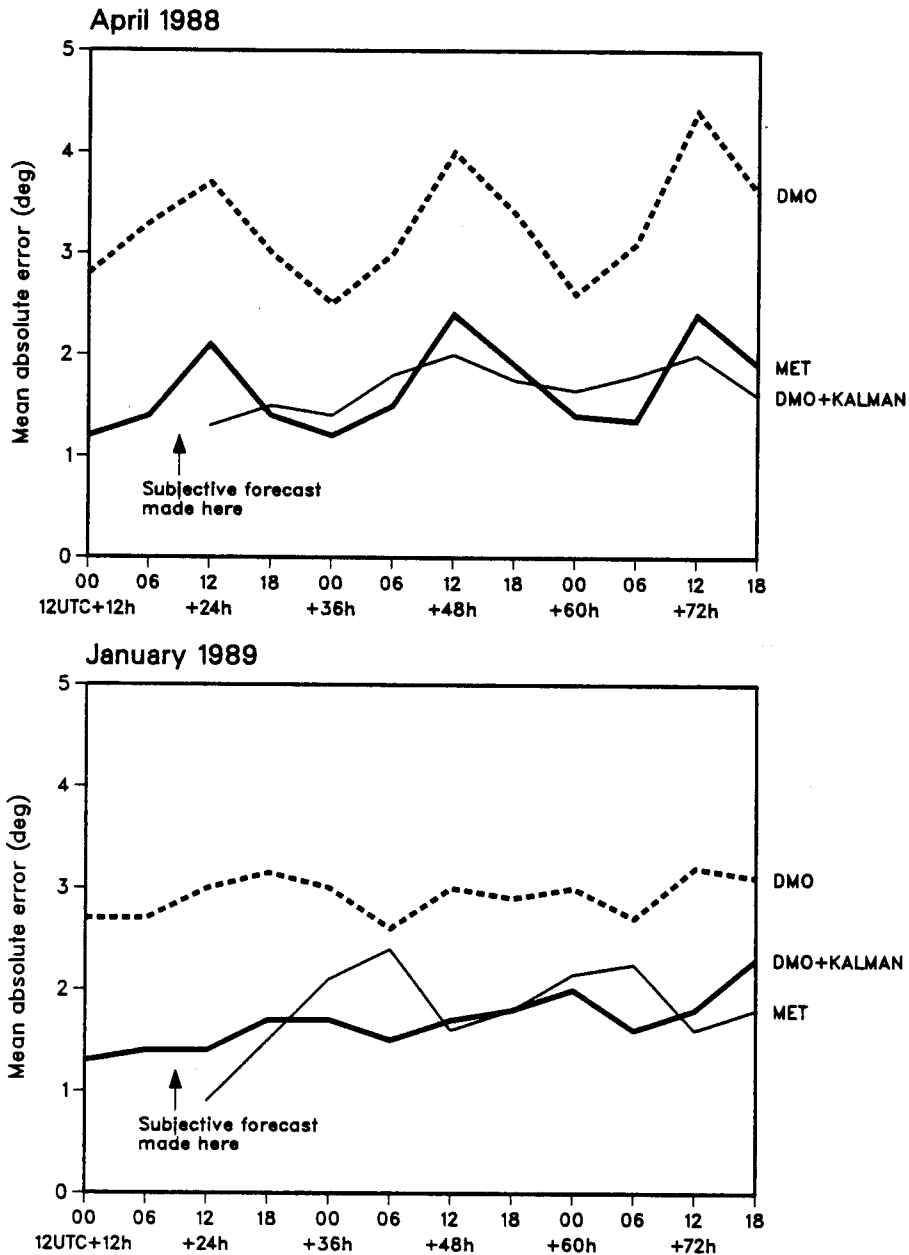 April 1988
5
4
3
2
1
0
Mean absolute error (deg)
DMO
MET
DMO+KALMAN
Subjective forecast
made here
00 06 12 18 00 06 12 18 00 06 12 18
12UTC+12h +24h +36h +48h +60h +72h
January 1989
5
4
3
2
1
0
Mean absolute error (deg)
DMO
DMO+KALMAN
MET
Subjective forecast
made here
00 06 12 18 00 06 12 18 00 06 12 18
12UTC+12h +24h +36h +48h +60h +72h